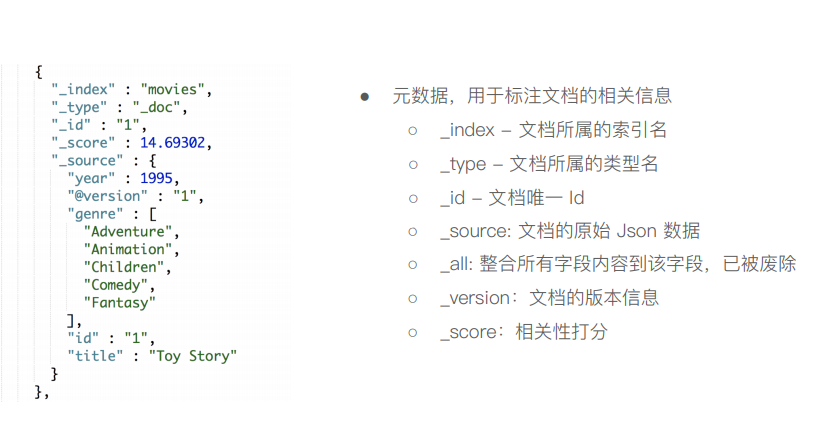 {
"_index" : "movies",
"_type" : "_doc",
"_id" : "1",
"_score" : 14.69302,
"_source" : {
"year" : 1995,
"@version" : "1",
"genre" : [
"Adventure",
"Animation",
"Children",
"Comedy",
"Fantasy"
],
"id" : "1",
"title" : "Toy Story"
}
},
● 元数据，用于标注文档的相关信息
○ _index – 文档所属的索引名
○ _type – 文档所属的类型名
○ _id – 文档唯一 Id
○ _source: 文档的原始 Json 数据
○ _all: 整合所有字段内容到该字段，已被废除
○ _version：文档的版本信息
○ _score：相关性打分